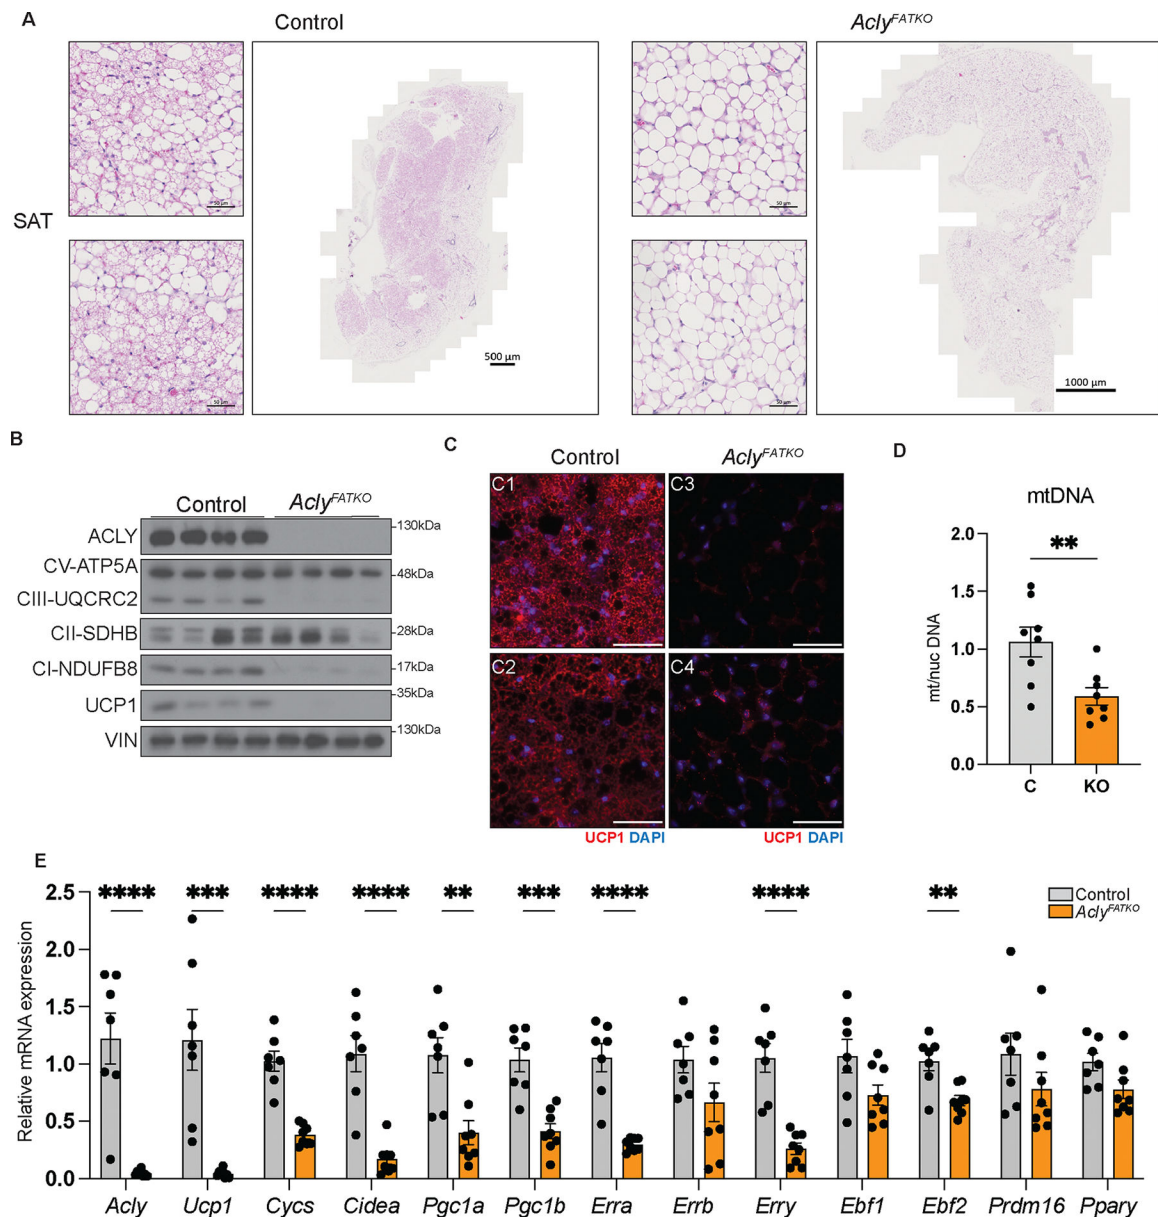 A
Control
Acly^FATKO
SAT
50 µm
50 µm
50 µm
50 µm
500 µm
1000 µm
B
Control
Acly^FATKO
ACLY
130kDa
CV-ATP5A
48kDa
CIII-UQCRC2
CII-SDHB
28kDa
CI-NDUFB8
17kDa
UCP1
35kDa
VIN
130kDa
C
Control
Acly^FATKO
C1
C3
C2
C4
UCP1 DAPI
UCP1 DAPI
D
mtDNA
**
mt/nuc DNA
2.0
1.5
1.0
0.5
0.0
C
KO
E
Relative mRNA expression
2.5
2.0
1.5
1.0
0.5
0.0
**** *** **** **** ** *** **** **** **
Control
Acly^FATKO
Acly Ucp1 Cycs Cidea Pgc1a Pgc1b Erra Errb Erry Ebf1 Ebf2 Prdm16 Ppary